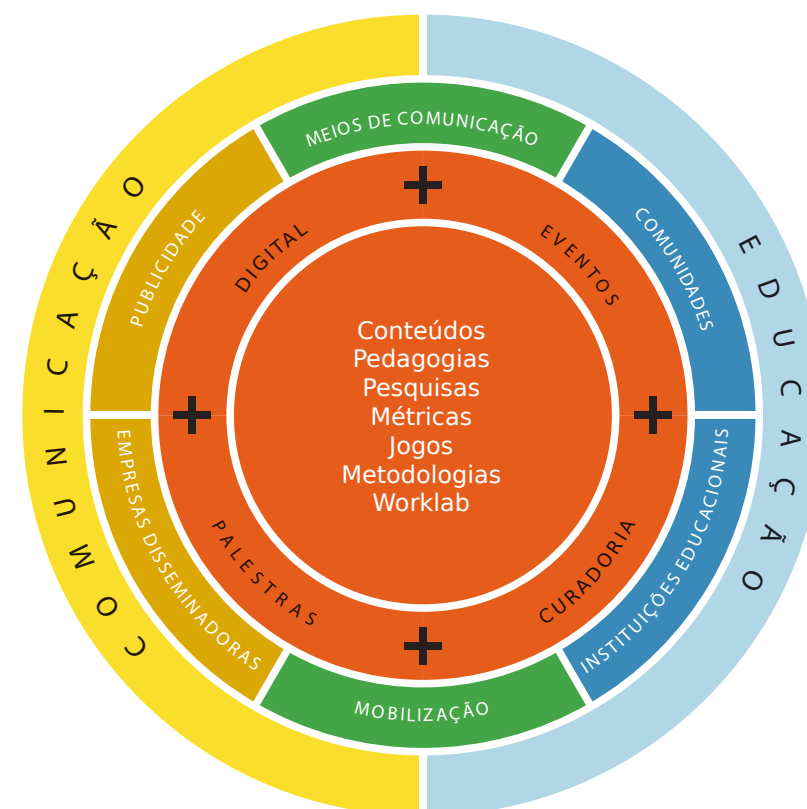 COMUNICAÇÃO
EDUCAÇÃO
MEIOS DE COMUNICAÇÃO
PUBLICIDADE
COMUNIDADES
EMPRESAS DISSEMINADORAS
INSTITUIÇÕES EDUCACIONAIS
MOBILIZAÇÃO
+
DIGITAL
EVENTOS
+
+
PALESTRAS
CURADORIA
+
Conteúdos
Pedagogias
Pesquisas
Métricas
Jogos
Metodologias
Worklab